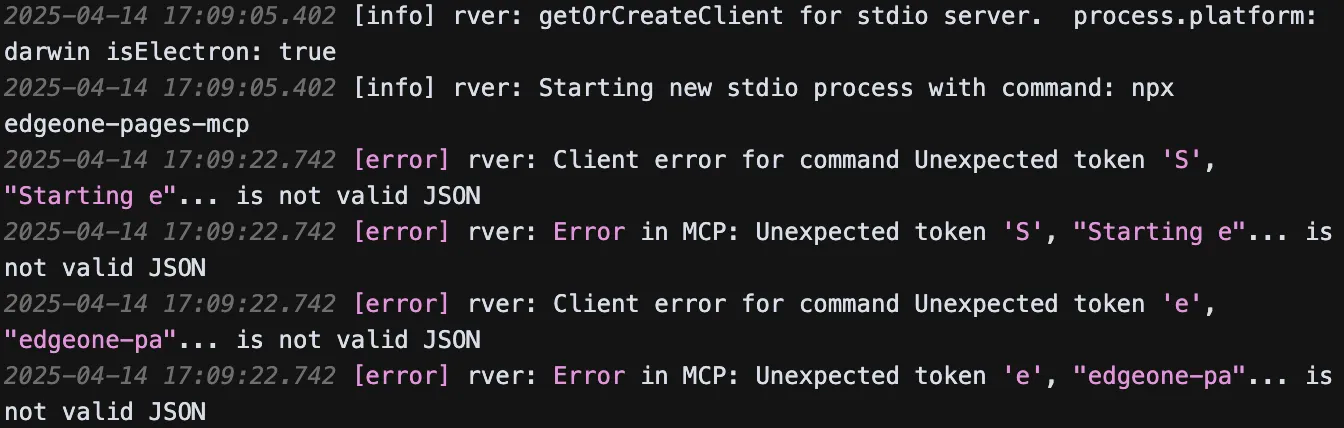 2025-04-14 17:09:05.402 [info] rver: getOrCreateClient for stdio server.  process.platform:
darwin isElectron: true
2025-04-14 17:09:05.402 [info] rver: Starting new stdio process with command: npx
edgeone-pages-mcp
2025-04-14 17:09:22.742 [error] rver: Client error for command Unexpected token 'S',
"Starting e"... is not valid JSON
2025-04-14 17:09:22.742 [error] rver: Error in MCP: Unexpected token 'S', "Starting e"... is
not valid JSON
2025-04-14 17:09:22.742 [error] rver: Client error for command Unexpected token 'e',
"edgeone-pa"... is not valid JSON
2025-04-14 17:09:22.742 [error] rver: Error in MCP: Unexpected token 'e', "edgeone-pa"... is
not valid JSON